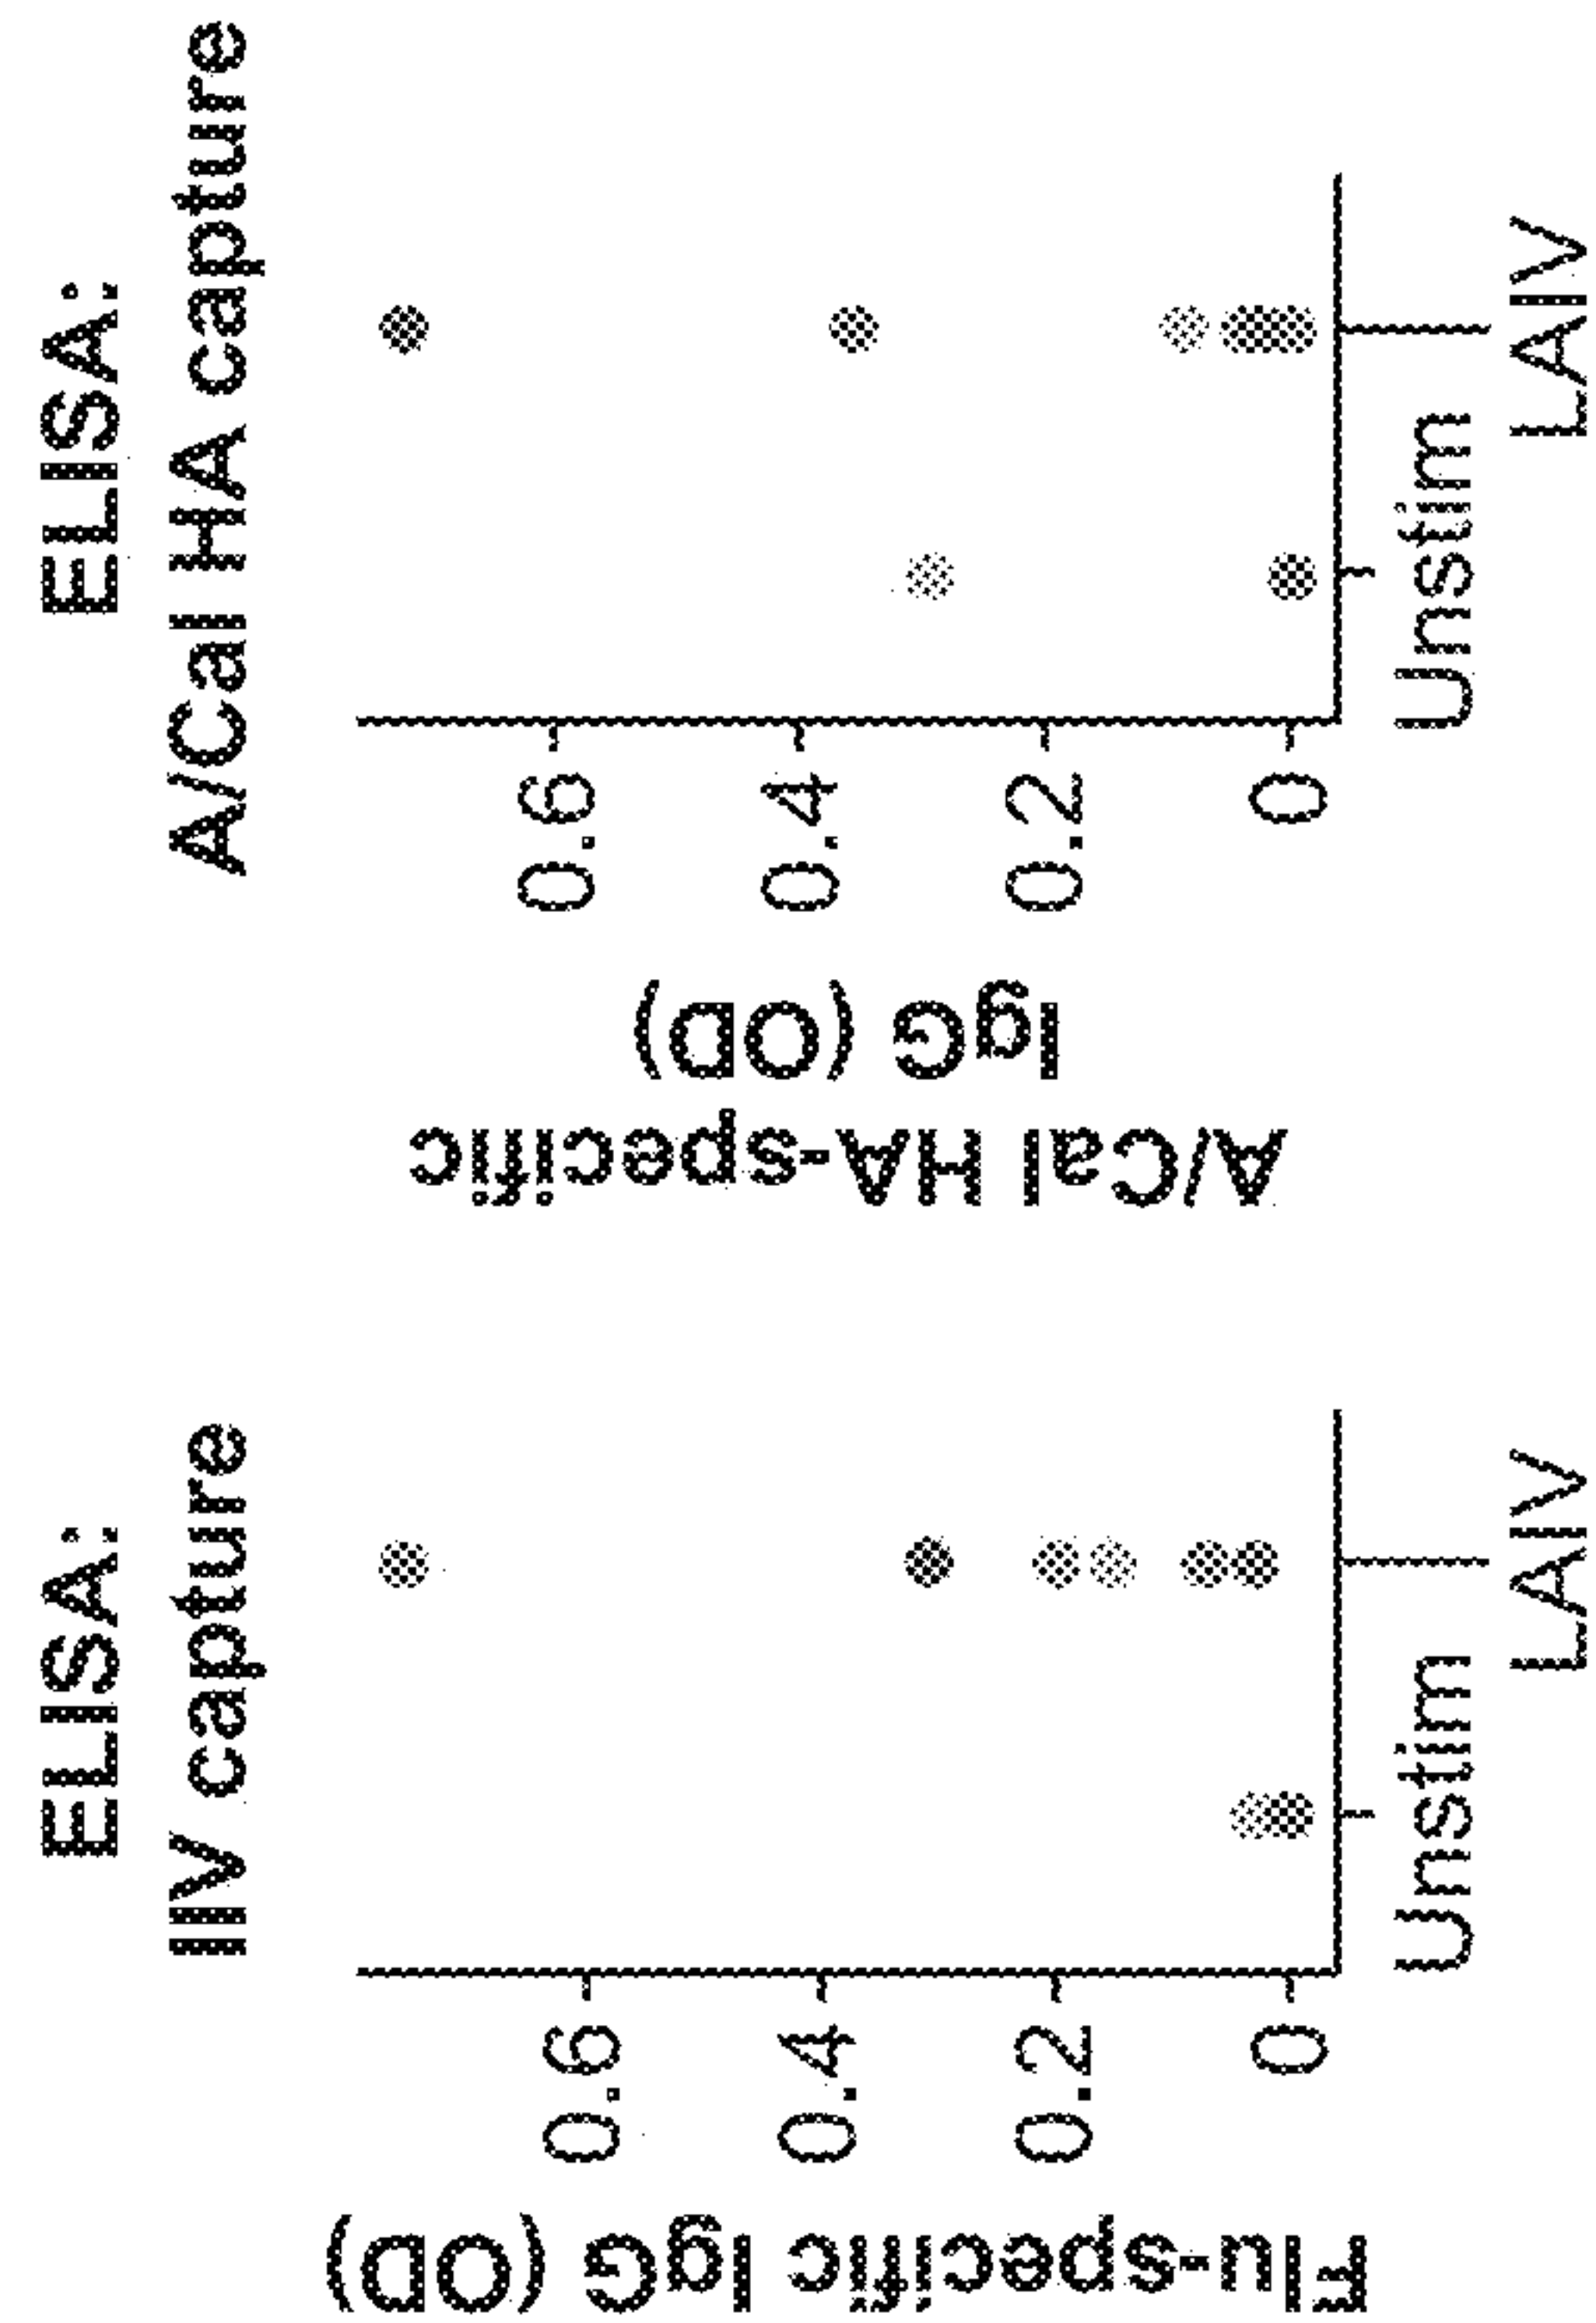 ELISA:
IIV capture
Flu-specific IgG (OD)
0.6
0.4
0.2
0
Unstim
LAIV
ELISA:
A/Cal HA capture
A/Cal HA-specific
IgG (OD)
0.6
0.4
0.2
0
Unstim
LAIV